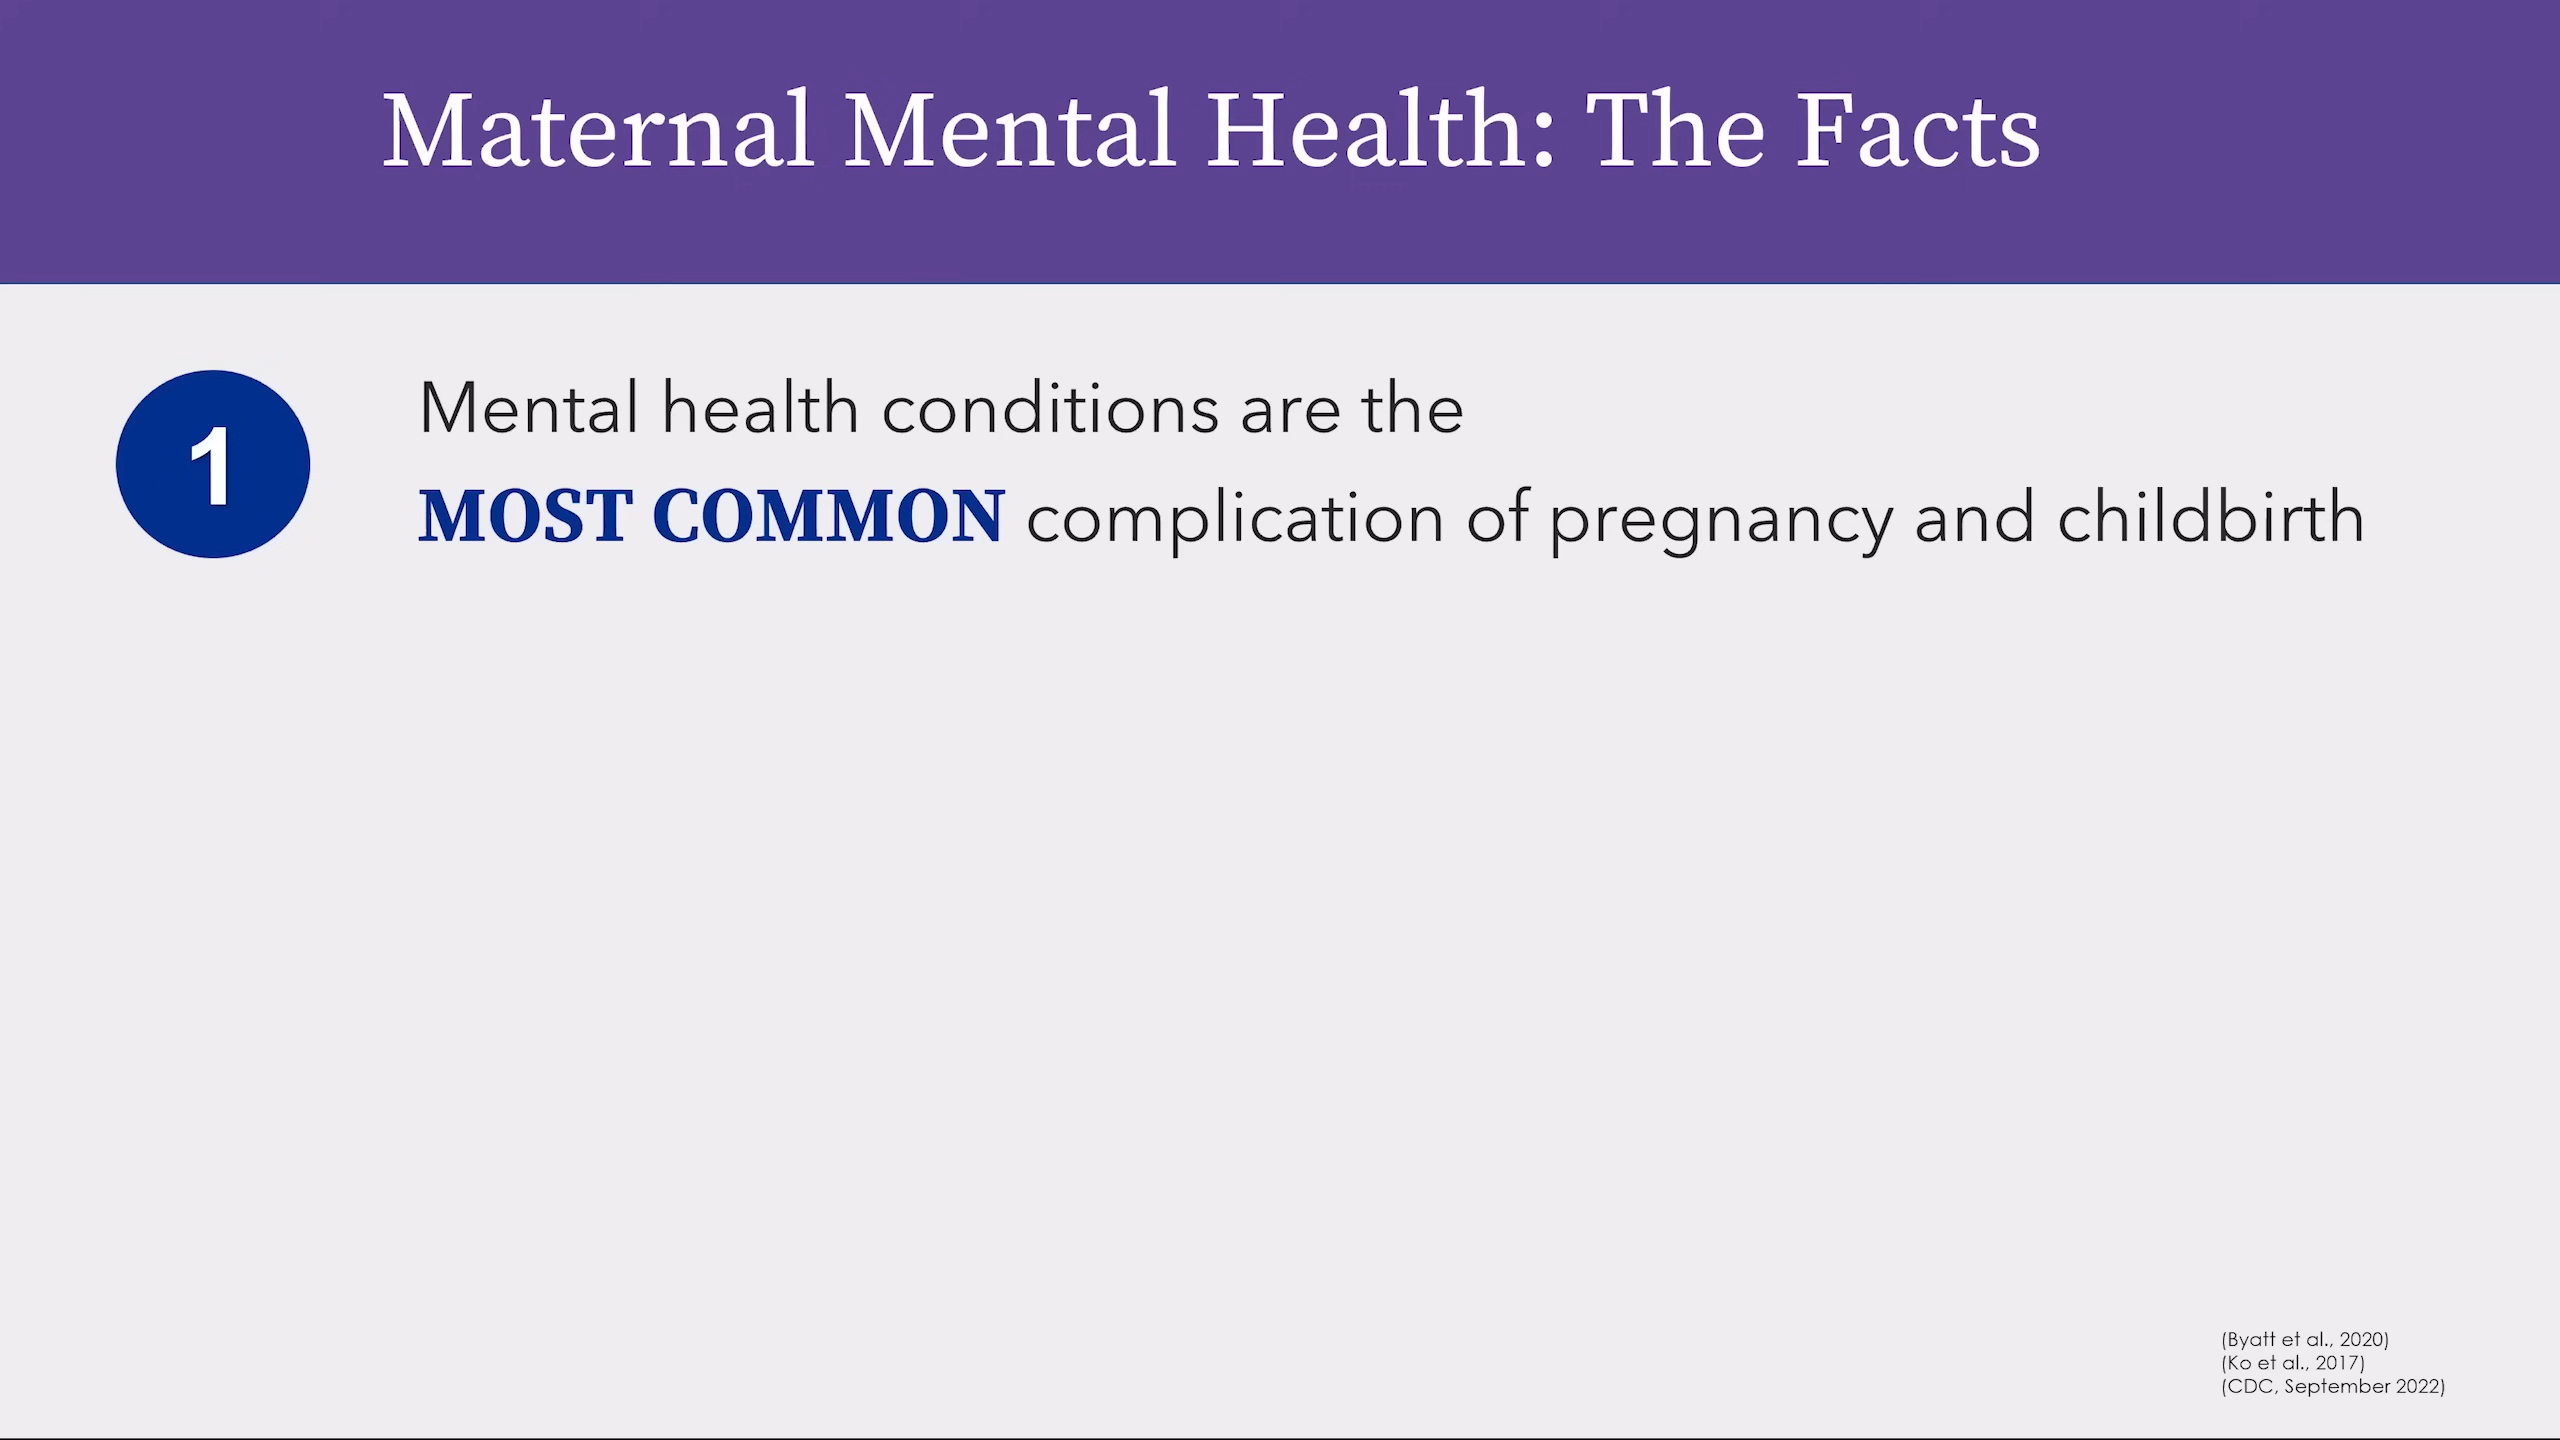 Maternal Mental Health: The Facts
1
Mental health conditions are the
MOST COMMON complication of pregnancy and childbirth
(Byatt et al., 2020)
(Ko et al., 2017)
(CDC, September 2022)